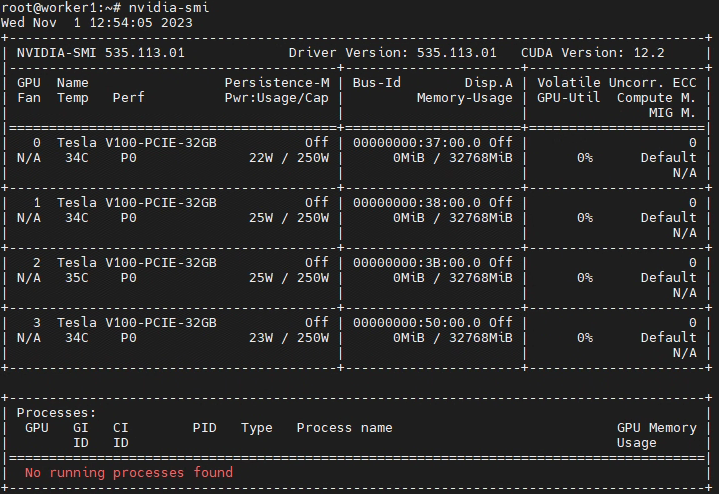 root@worker1:~# nvidia-smi
Wed Nov  1 12:54:05 2023
+---------------------------------------------------------------------------------------+
| NVIDIA-SMI 535.113.01             Driver Version: 535.113.01   CUDA Version: 12.2     |
|-----------------------------------------+----------------------+----------------------+
| GPU  Name                 Persistence-M | Bus-Id        Disp.A | Volatile Uncorr. ECC |
| Fan  Temp   Perf          Pwr:Usage/Cap |         Memory-Usage | GPU-Util  Compute M. |
|                                         |                      |               MIG M. |
|=========================================+======================+======================|
|   0  Tesla V100-PCIE-32GB           Off | 00000000:37:00.0 Off |                    0 |
| N/A   34C    P0              22W / 250W |      0MiB / 32768MiB |      0%      Default |
|                                         |                      |                  N/A |
+-----------------------------------------+----------------------+----------------------+
|   1  Tesla V100-PCIE-32GB           Off | 00000000:38:00.0 Off |                    0 |
| N/A   34C    P0              25W / 250W |      0MiB / 32768MiB |      0%      Default |
|                                         |                      |                  N/A |
+-----------------------------------------+----------------------+----------------------+
|   2  Tesla V100-PCIE-32GB           Off | 00000000:3B:00.0 Off |                    0 |
| N/A   35C    P0              25W / 250W |      0MiB / 32768MiB |      0%      Default |
|                                         |                      |                  N/A |
+-----------------------------------------+----------------------+----------------------+
|   3  Tesla V100-PCIE-32GB           Off | 00000000:50:00.0 Off |                    0 |
| N/A   34C    P0              23W / 250W |      0MiB / 32768MiB |      0%      Default |
|                                         |                      |                  N/A |
+-----------------------------------------+----------------------+----------------------+

+---------------------------------------------------------------------------------------+
| Processes:                                                                            |
|  GPU   GI   CI        PID   Type   Process name                            GPU Memory |
|        ID   ID                                                             Usage      |
|=======================================================================================|
|  No running processes found                                                           |
+---------------------------------------------------------------------------------------+